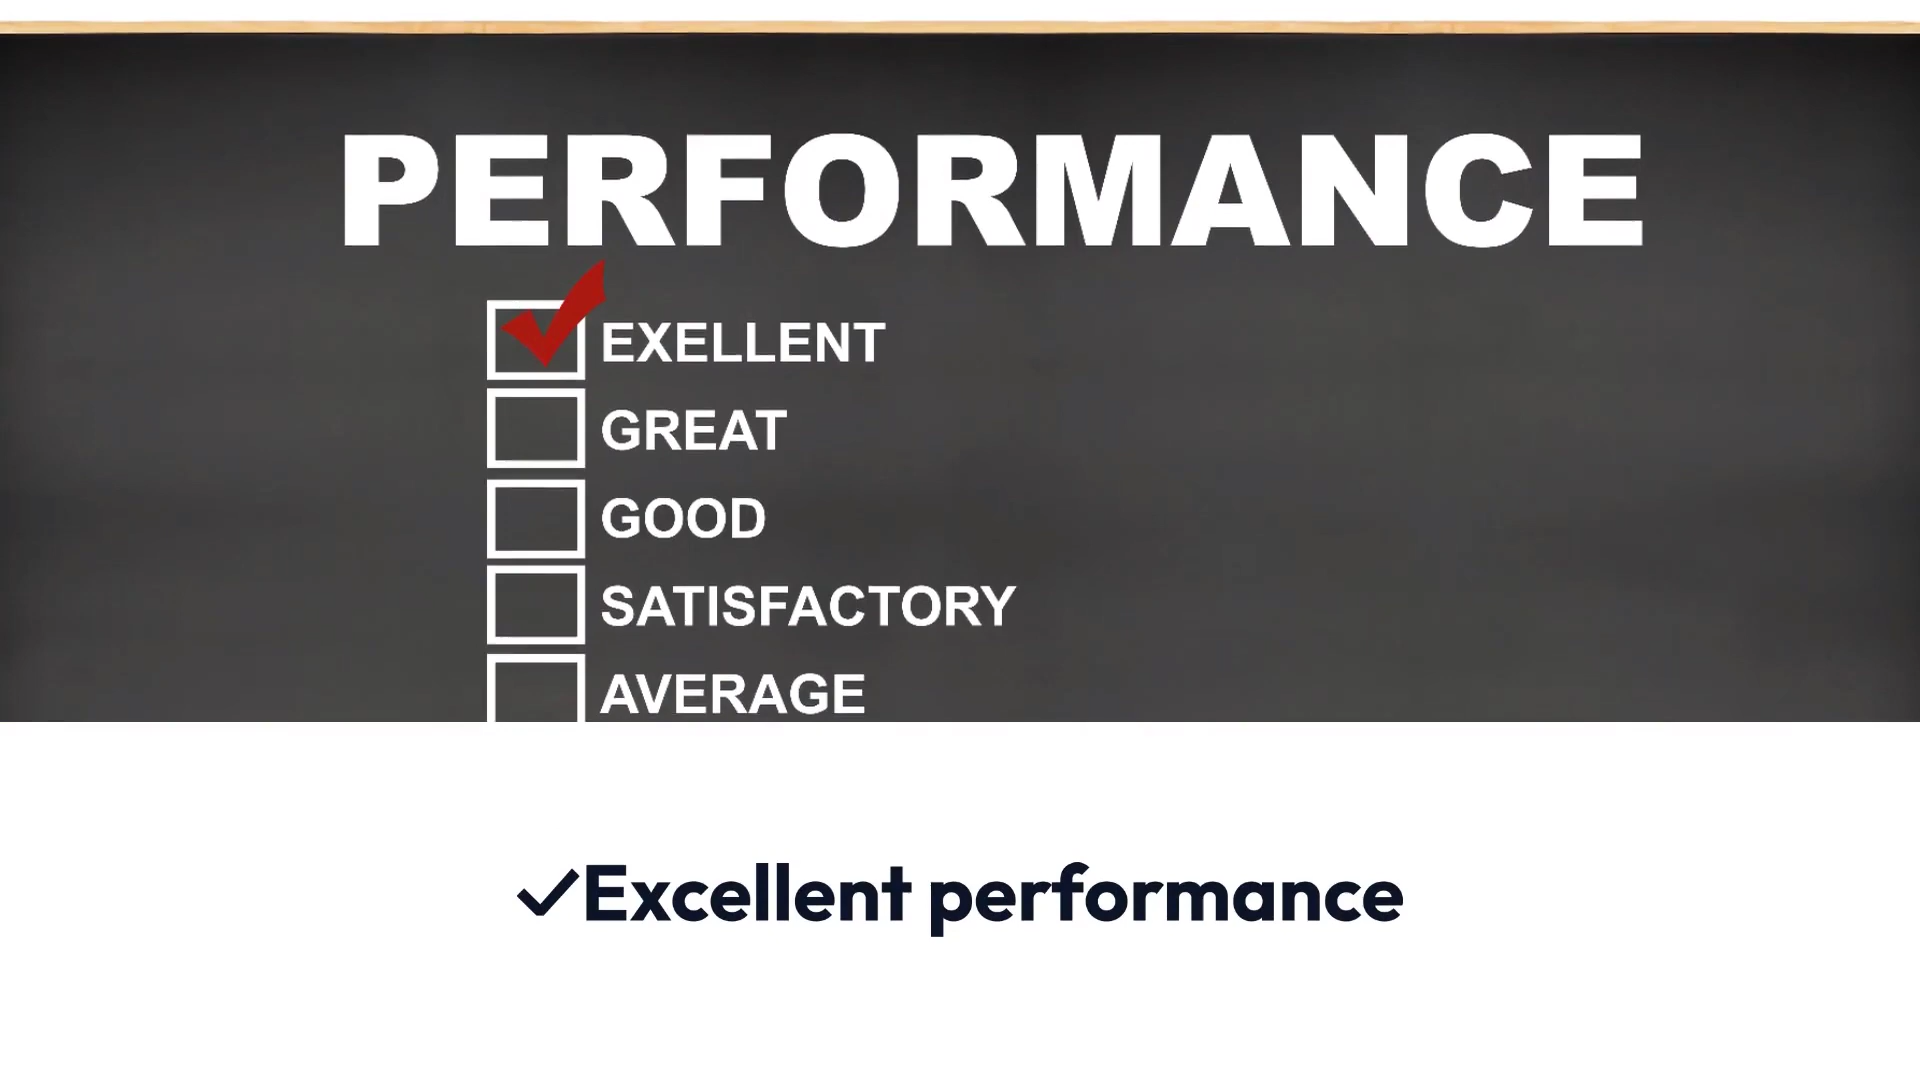 PERFORMANCE
EXELLENT
GREAT
GOOD
SATISFACTORY
AVERAGE
✓Excellent performance